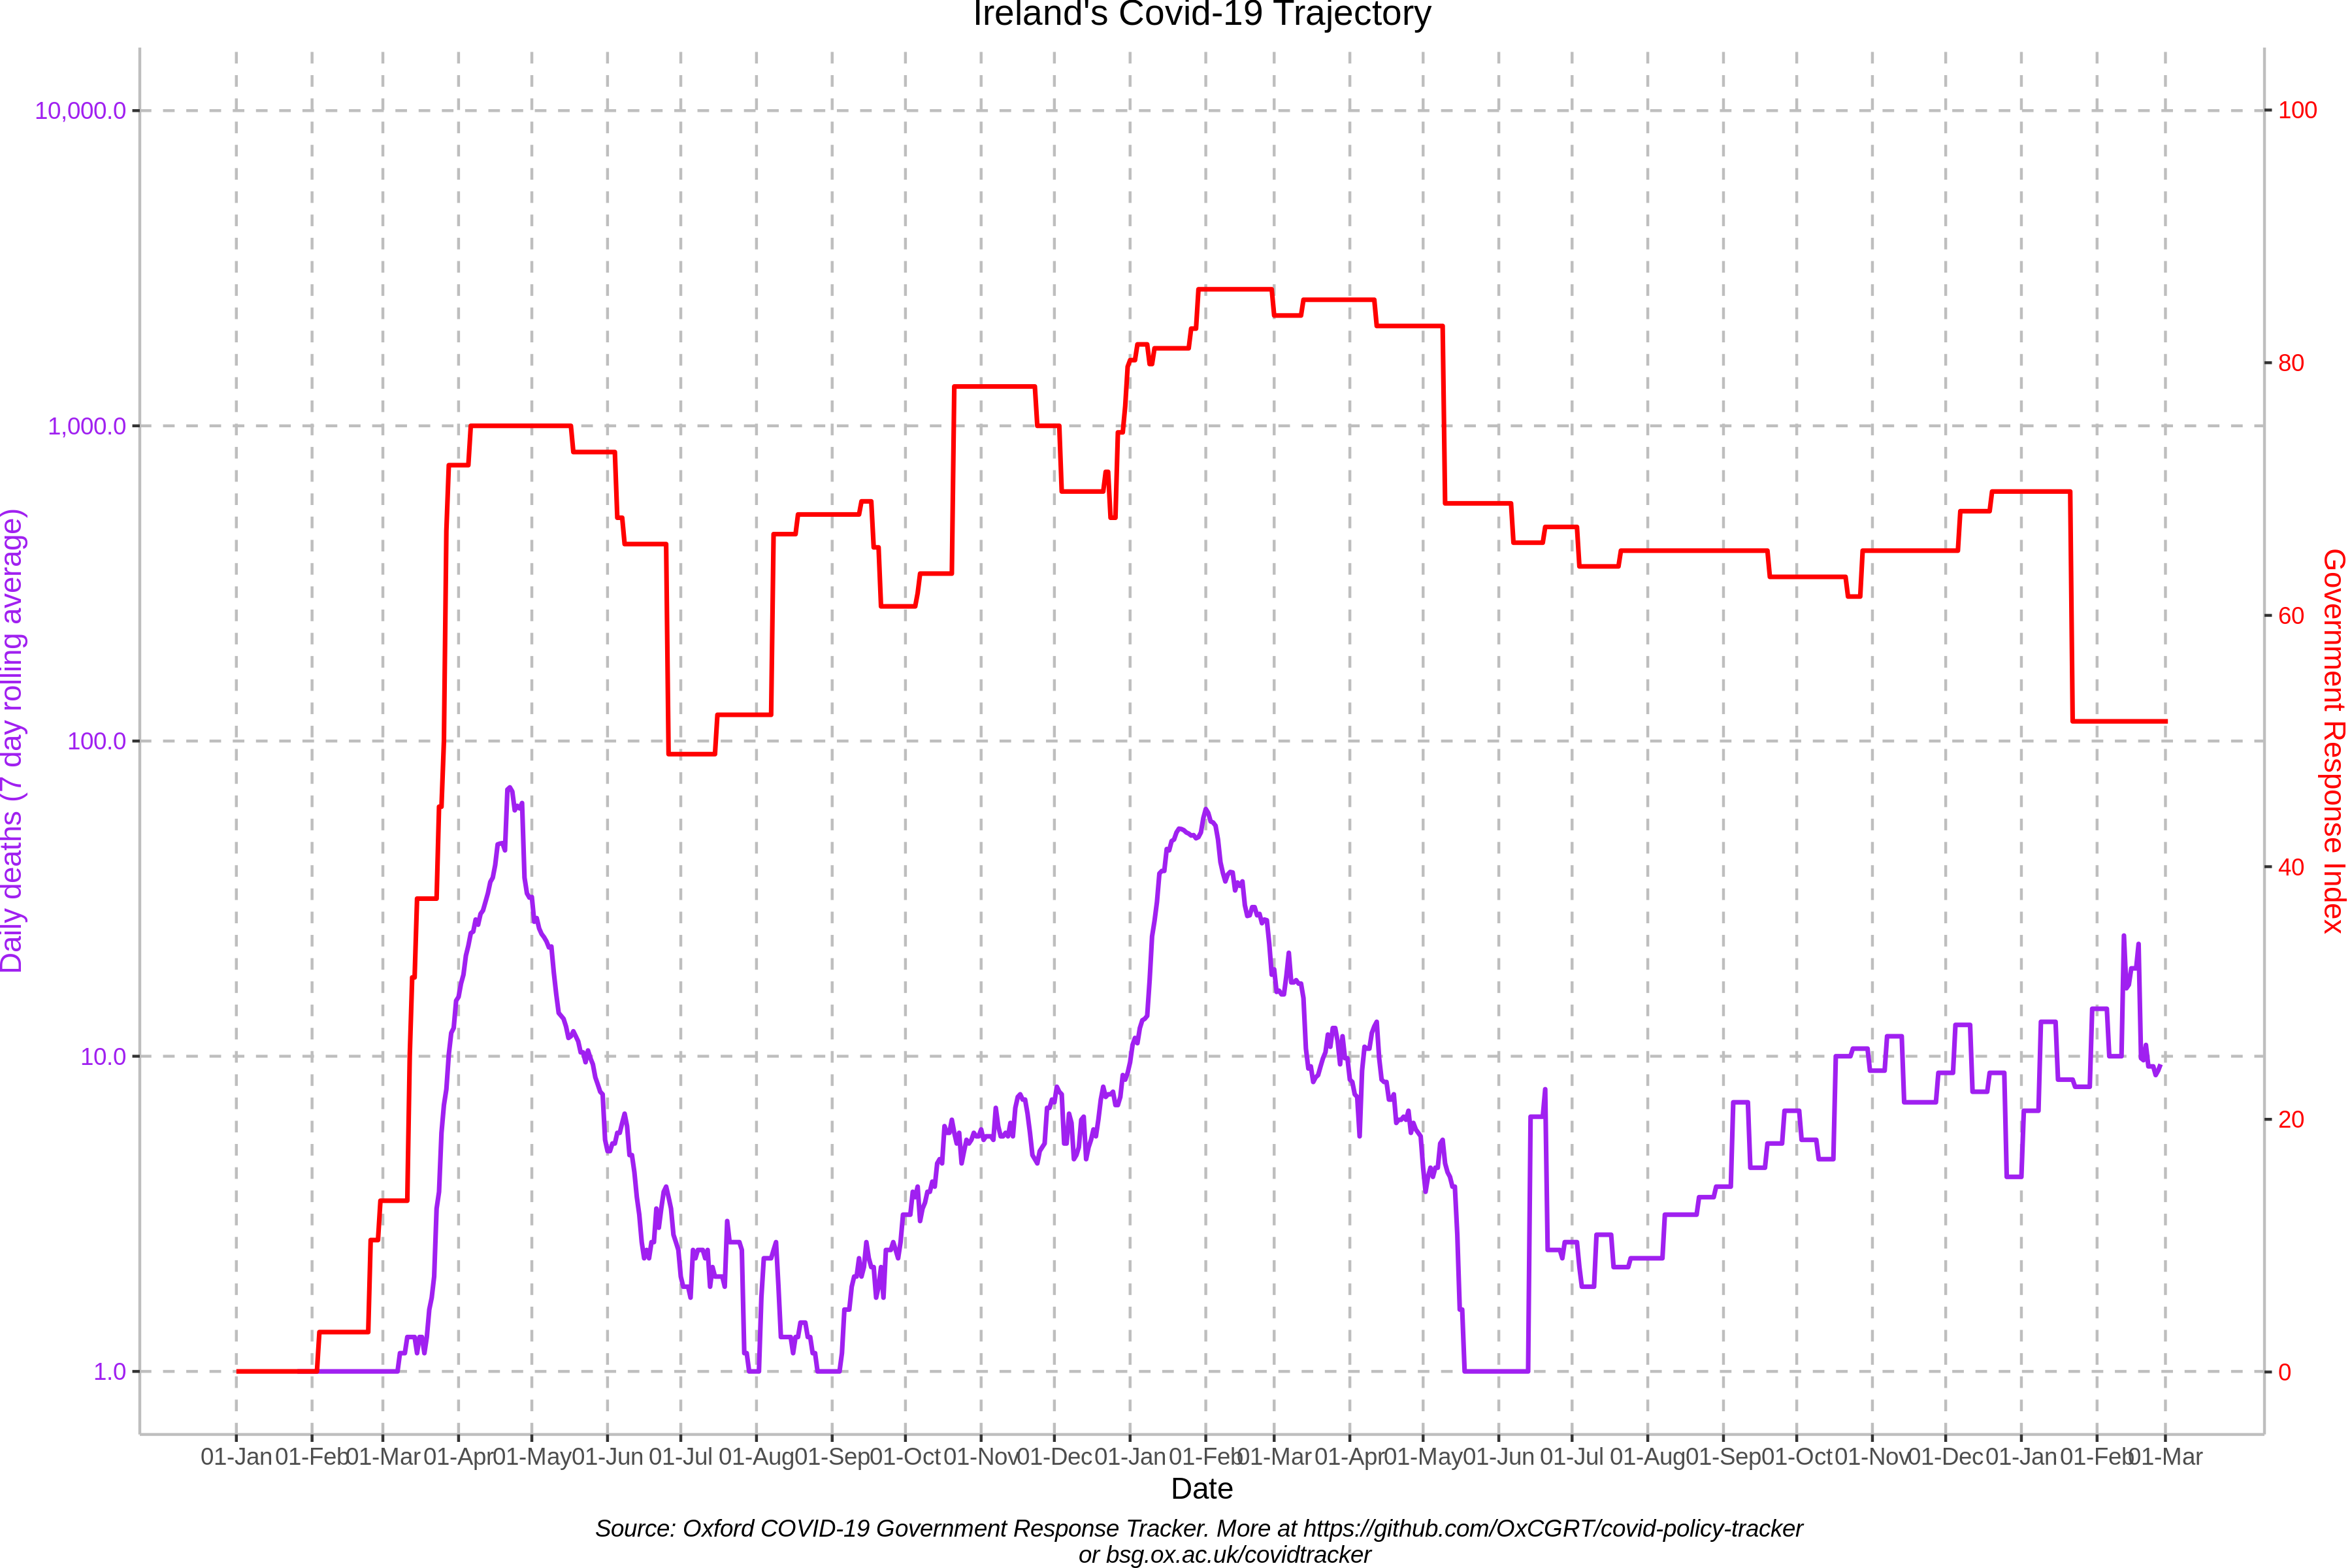 Ireland's Covid-19 Trajectory
10,000.0
1,000.0
100.0
10.0
1.0
Daily deaths (7 day rolling average)
100
80
60
40
20
0
Government Response Index
01-Jan 01-Feb 01-Mar 01-Apr 01-May 01-Jun 01-Jul 01-Aug 01-Sep 01-Oct 01-Nov 01-Dec 01-Jan 01-Feb 01-Mar 01-Apr 01-May 01-Jun 01-Jul 01-Aug 01-Sep 01-Oct 01-Nov 01-Dec 01-Jan 01-Feb 01-Mar
Date
Source: Oxford COVID-19 Government Response Tracker. More at https://github.com/OxCGRT/covid-policy-tracker
or bsg.ox.ac.uk/covidtracker